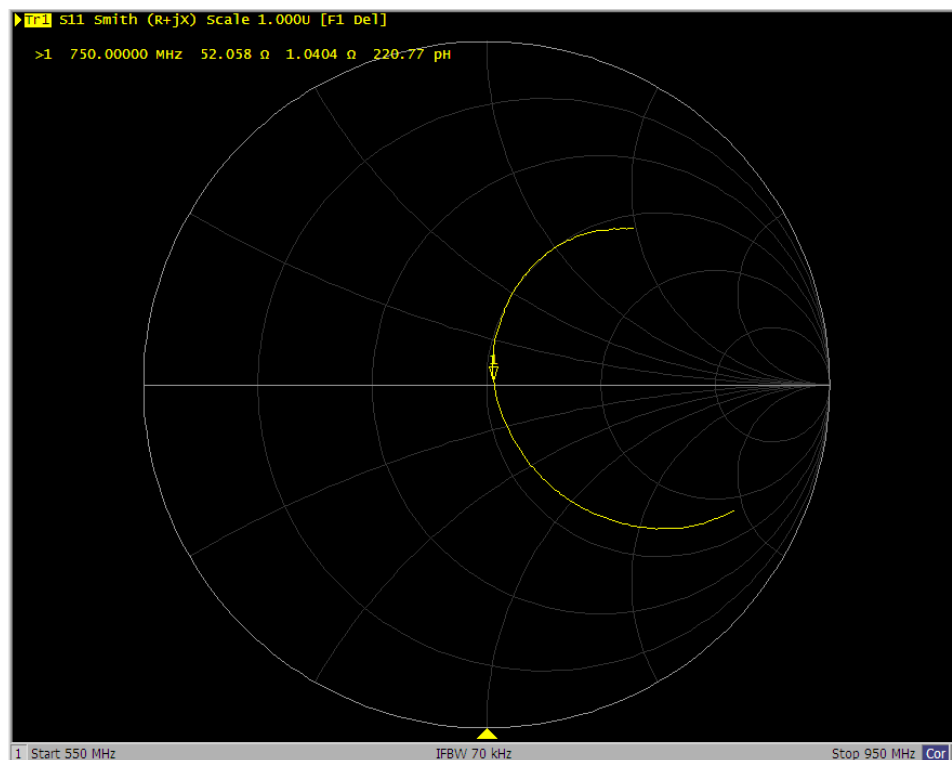 Tr1 S11 Smith (R+jX) Scale 1.000U [F1 Del]
>1 750.00000 MHz 52.058 Ω 1.0404 Ω 220.77 pH
1 Start 550 MHz IFBW 70 kHz Stop 950 MHz Cor